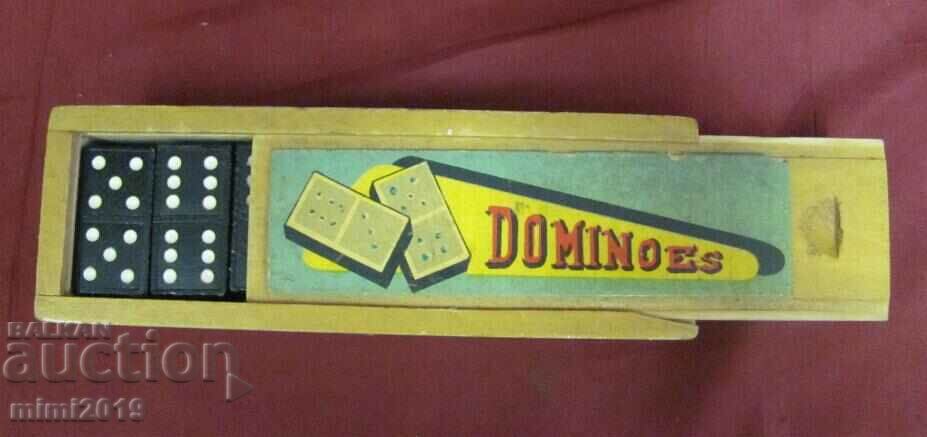 DOMINOES
BALKAN
auction
mimi2019